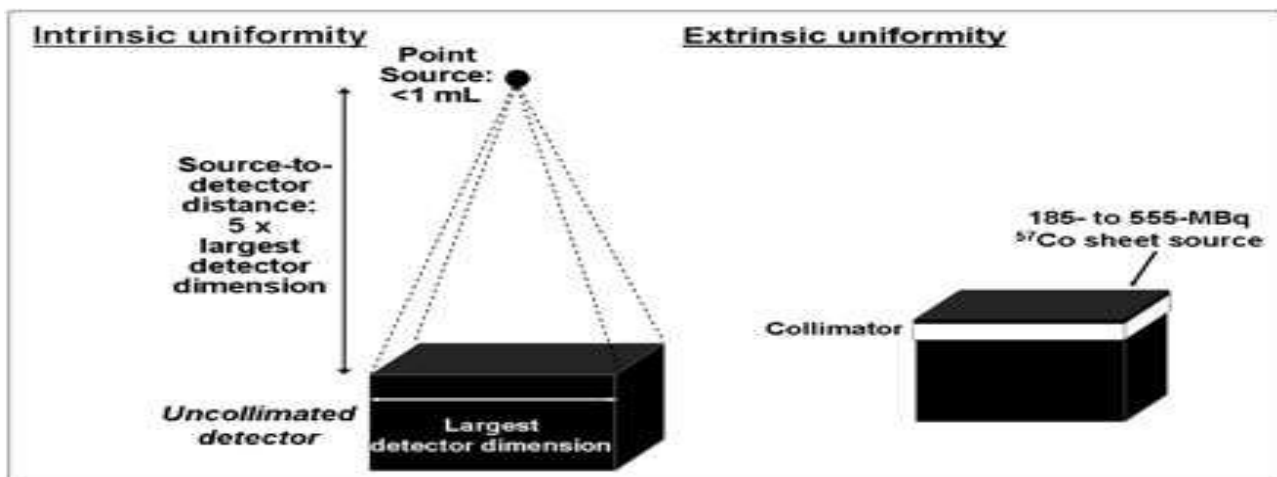 Intrinsic uniformity
Point
Source:
<1 mL
Source-to-
detector
distance:
5 x
largest
detector
dimension
Uncollimated
detector
Largest
detector dimension
Extrinsic uniformity
185- to 555-MBq
⁵⁷Co sheet source
Collimator